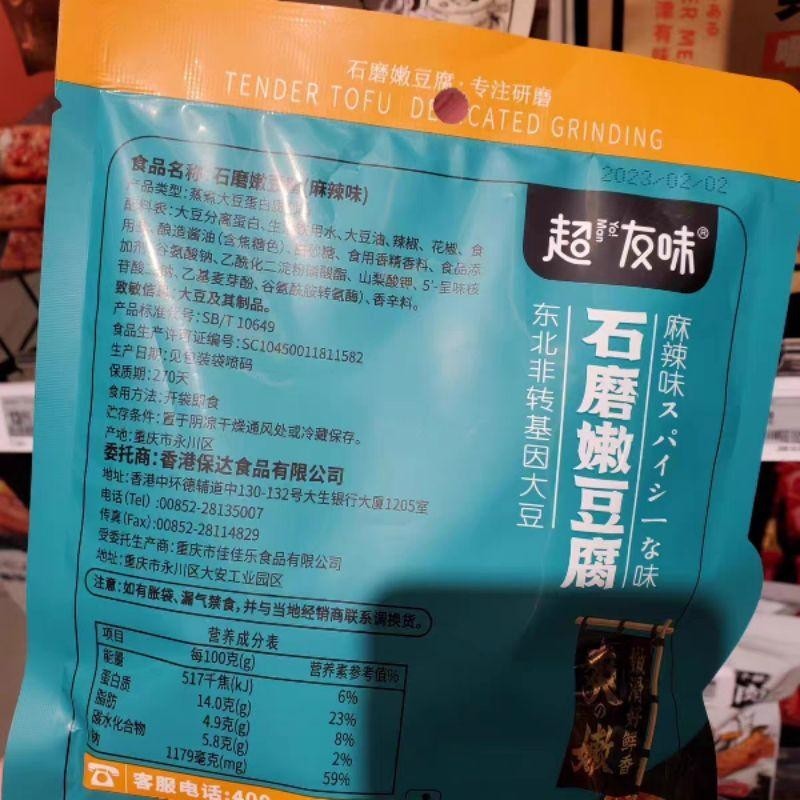 石磨嫩豆腐·专注研磨
TENDER TOFU DEDICATED GRINDING
2023/02/02
食品名称:石磨嫩豆腐(麻辣味)
产品类型:蒸煮大豆蛋白
配料表:大豆分离蛋白、生活饮用水、大豆油、辣椒、花椒、食
用盐、酿造酱油(含焦糖色)、白砂糖、食用香精香料、食品添
加剂(谷氨酸钠、乙酰化二淀粉磷酸酯、山梨酸钾、5'-呈味核
苷酸二钠、乙基麦芽酚、谷氨酰胺转氨酶)、香辛料。
致敏信息:大豆及其制品。
产品标准代号:SB/T 10649
食品生产许可证编号:SC10450011811582
生产日期:见包装袋喷码
保质期:270天
食用方法:开袋即食
贮存条件:置于阴凉干燥通风处或冷藏保存。
产地:重庆市永川区
委托商:香港保达食品有限公司
地址:香港中环德辅道中130-132号大生银行大厦1205室
电话(Tel):00852-28135007
传真(Fax):00852-28114829
受委托生产商:重庆市佳佳乐食品有限公司
地址:重庆市永川区大安工业园区
注意:如有胀袋、漏气禁食,并与当地经销商联系调换货。
营养成分表
项目 每100克(g) 营养素参考值%
能量 517千焦(kJ) 6%
蛋白质 14.0克(g) 23%
脂肪 4.9克(g) 8%
碳水化合物 5.8克(g) 2%
钠 1179毫克(mg) 59%
客服电话:400
超友味®
Yoi Man
麻辣味スパイシーな味
石磨嫩豆腐
东北非转基因大豆
の嫩